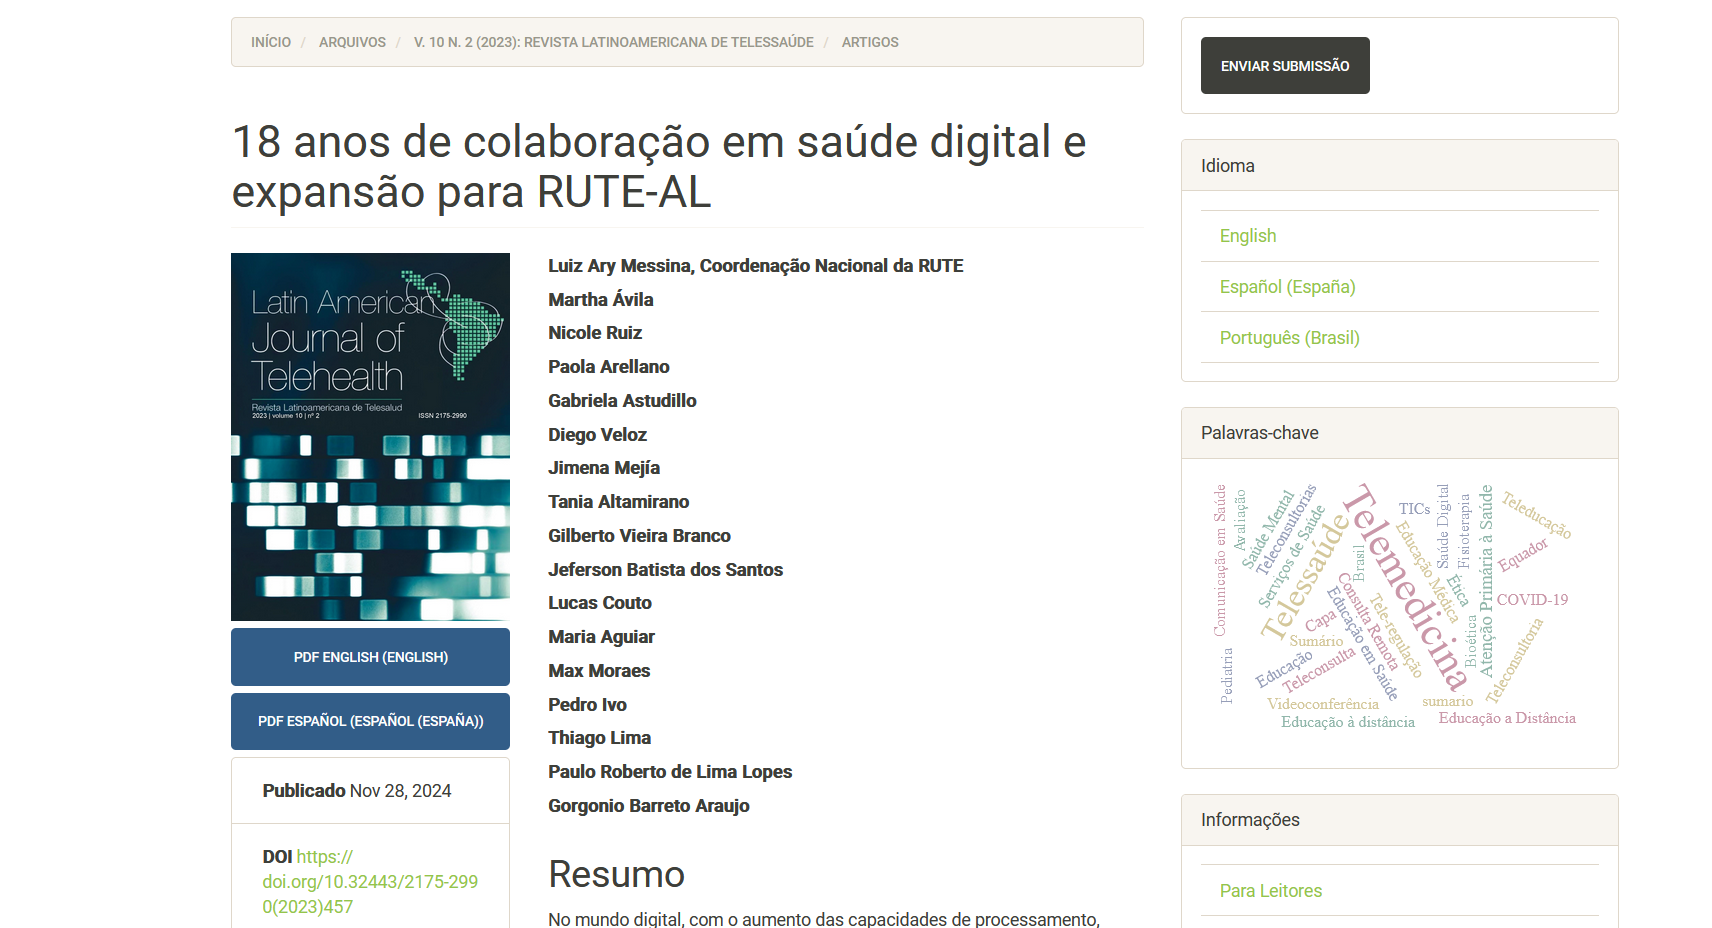 INÍCIO / ARQUIVOS / V. 10 N. 2 (2023): REVISTA LATINOAMERICANA DE TELESSAÚDE / ARTIGOS
18 anos de colaboração em saúde digital e
expansão para RUTE-AL
Latin American
Journal of
Telehealth
Revista Latinoamericana de Telesalud
2023 | volume 10 | nº 2
ISSN 2175-2990
PDF ENGLISH (ENGLISH)
PDF ESPAÑOL (ESPAÑOL (ESPAÑA))
Publicado Nov 28, 2024
DOI https://
doi.org/10.32443/2175-299
0(2023)457
Luiz Ary Messina, Coordenação Nacional da RUTE
Martha Ávila
Nicole Ruiz
Paola Arellano
Gabriela Astudillo
Diego Veloz
Jimena Mejía
Tania Altamirano
Gilberto Vieira Branco
Jeferson Batista dos Santos
Lucas Couto
Maria Aguiar
Max Moraes
Pedro Ivo
Thiago Lima
Paulo Roberto de Lima Lopes
Gorgonio Barreto Araujo
Resumo
No mundo digital, com o aumento das capacidades de processamento,
ENVIAR SUBMISSÃO
Idioma
English
Español (España)
Português (Brasil)
Palavras-chave
Comunicação em Saúde
Avaliação
Saúde Mental
Teleconsultorias
Serviços de Saúde
Telessaúde
Telemedicina
Brasil
TICs
Saúde Digital
Fisioterapia
Atenção Primária à Saúde
Teleducação
Equador
COVID-19
Educação Médica
Ética
Bioética
Consulta Remota
Tele-regulação
Educação em Saúde
Capa
Sumário
Educação
Teleconsulta
Pediatria
Teleconsultoria
Videoconferência
sumario
Educação à distância
Educação a Distância
Informações
Para Leitores